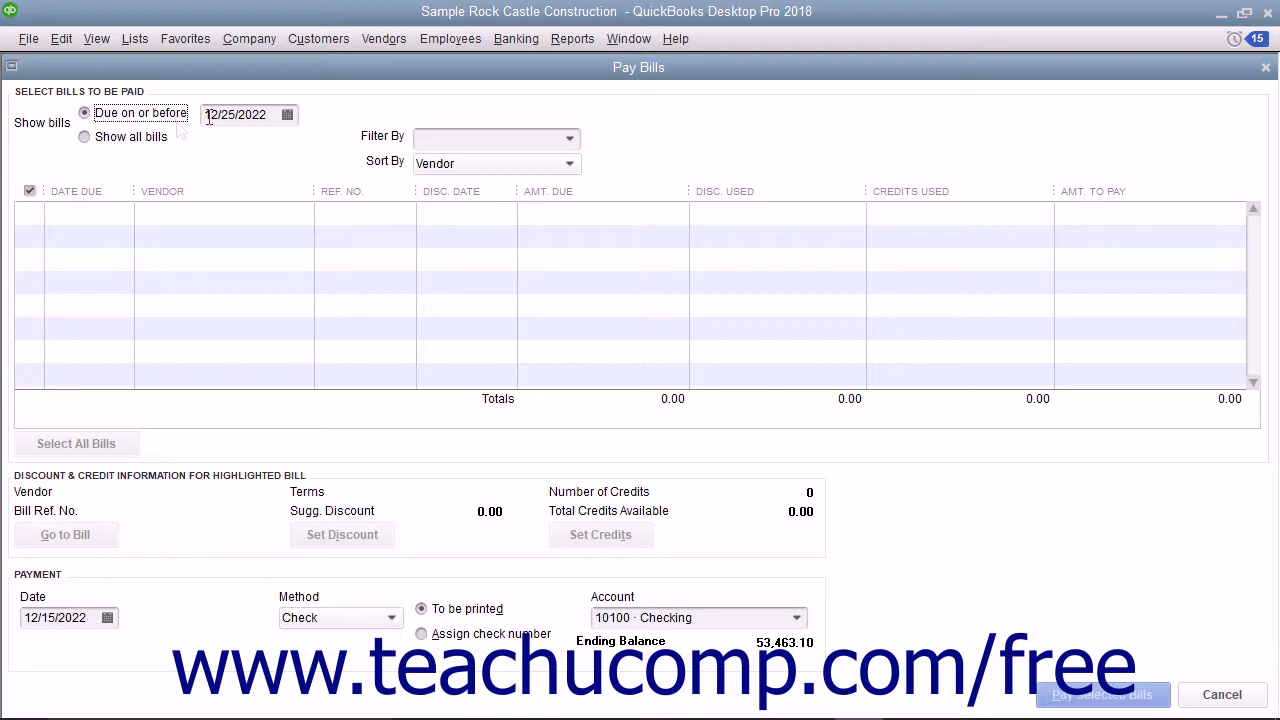 Sample Rock Castle Construction - QuickBooks Desktop Pro 2018
File Edit View Lists Favorites Company Customers Vendors Employees Banking Reports Window Help 15
Pay Bills
SELECT BILLS TO BE PAID
Show bills
Due on or before 12/25/2022
Show all bills
Filter By
Sort By Vendor
DATE DUE VENDOR REF. NO. DISC. DATE AMT. DUE DISC. USED CREDITS USED AMT. TO PAY
Totals 0.00 0.00 0.00 0.00
Select All Bills
DISCOUNT & CREDIT INFORMATION FOR HIGHLIGHTED BILL
Vendor Terms Number of Credits 0
Bill Ref. No. Sugg. Discount 0.00 Total Credits Available 0.00
Go to Bill Set Discount Set Credits
PAYMENT
Date Method Account
12/15/2022 Check To be printed 10100 · Checking
Assign check number Ending Balance 53,463.10
www.teachucomp.com/free
Pay Selected Bills Cancel